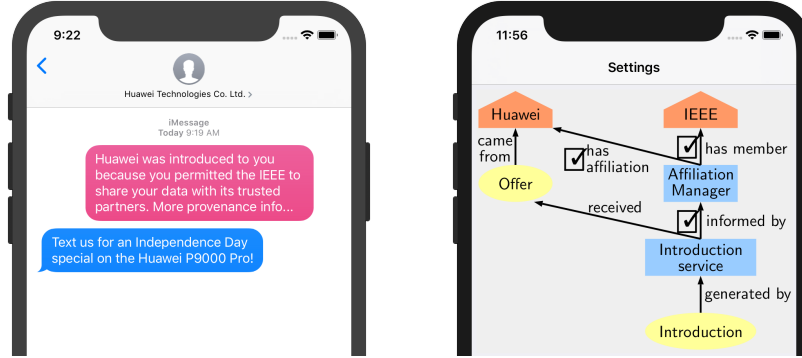 9:22
Huawei Technologies Co. Ltd. >
iMessage
Today 9:19 AM
Huawei was introduced to you
because you permitted the IEEE to
share your data with its trusted
partners. More provenance info...
Text us for an Independence Day
special on the Huawei P9000 Pro!
11:56
Settings
Huawei
IEEE
came
from
has
affiliation
has member
Offer
Affiliation
Manager
received
informed by
Introduction
service
generated by
Introduction